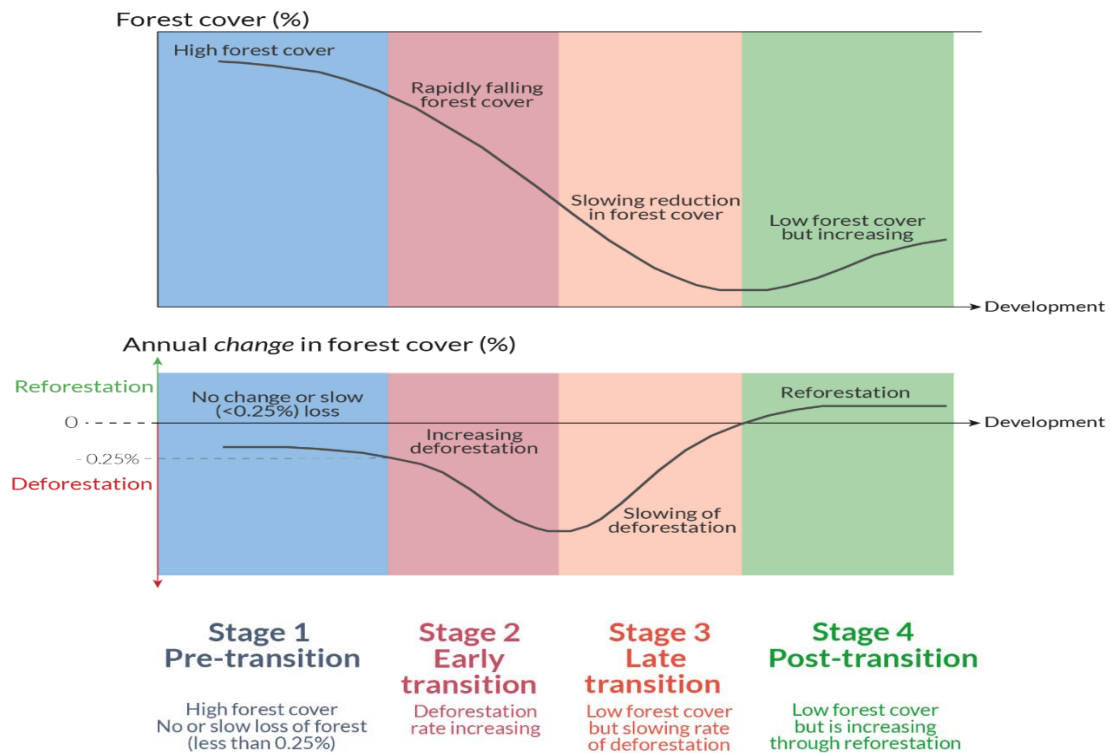 Forest cover (%)
High forest cover
Rapidly falling
forest cover
Slowing reduction
in forest cover
Low forest cover
but increasing
Development
Annual change in forest cover (%)
Reforestation
No change or slow
(<0.25%) loss
Reforestation
0
Development
Increasing
deforestation
- 0.25%
Deforestation
Slowing of
deforestation
Stage 1
Pre-transition
High forest cover
No or slow loss of forest
(less than 0.25%)
Stage 2
Early
transition
Deforestation
rate increasing
Stage 3
Late
transition
Low forest cover
but slowing rate
of deforestation
Stage 4
Post-transition
Low forest cover
but is increasing
through reforestation